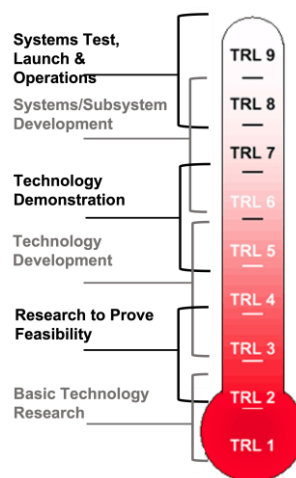 Systems Test,
Launch &
Operations
Systems/Subsystem
Development
Technology
Demonstration
Technology
Development
Research to Prove
Feasibility
Basic Technology
Research
TRL 9
TRL 8
TRL 7
TRL 6
TRL 5
TRL 4
TRL 3
TRL 2
TRL 1